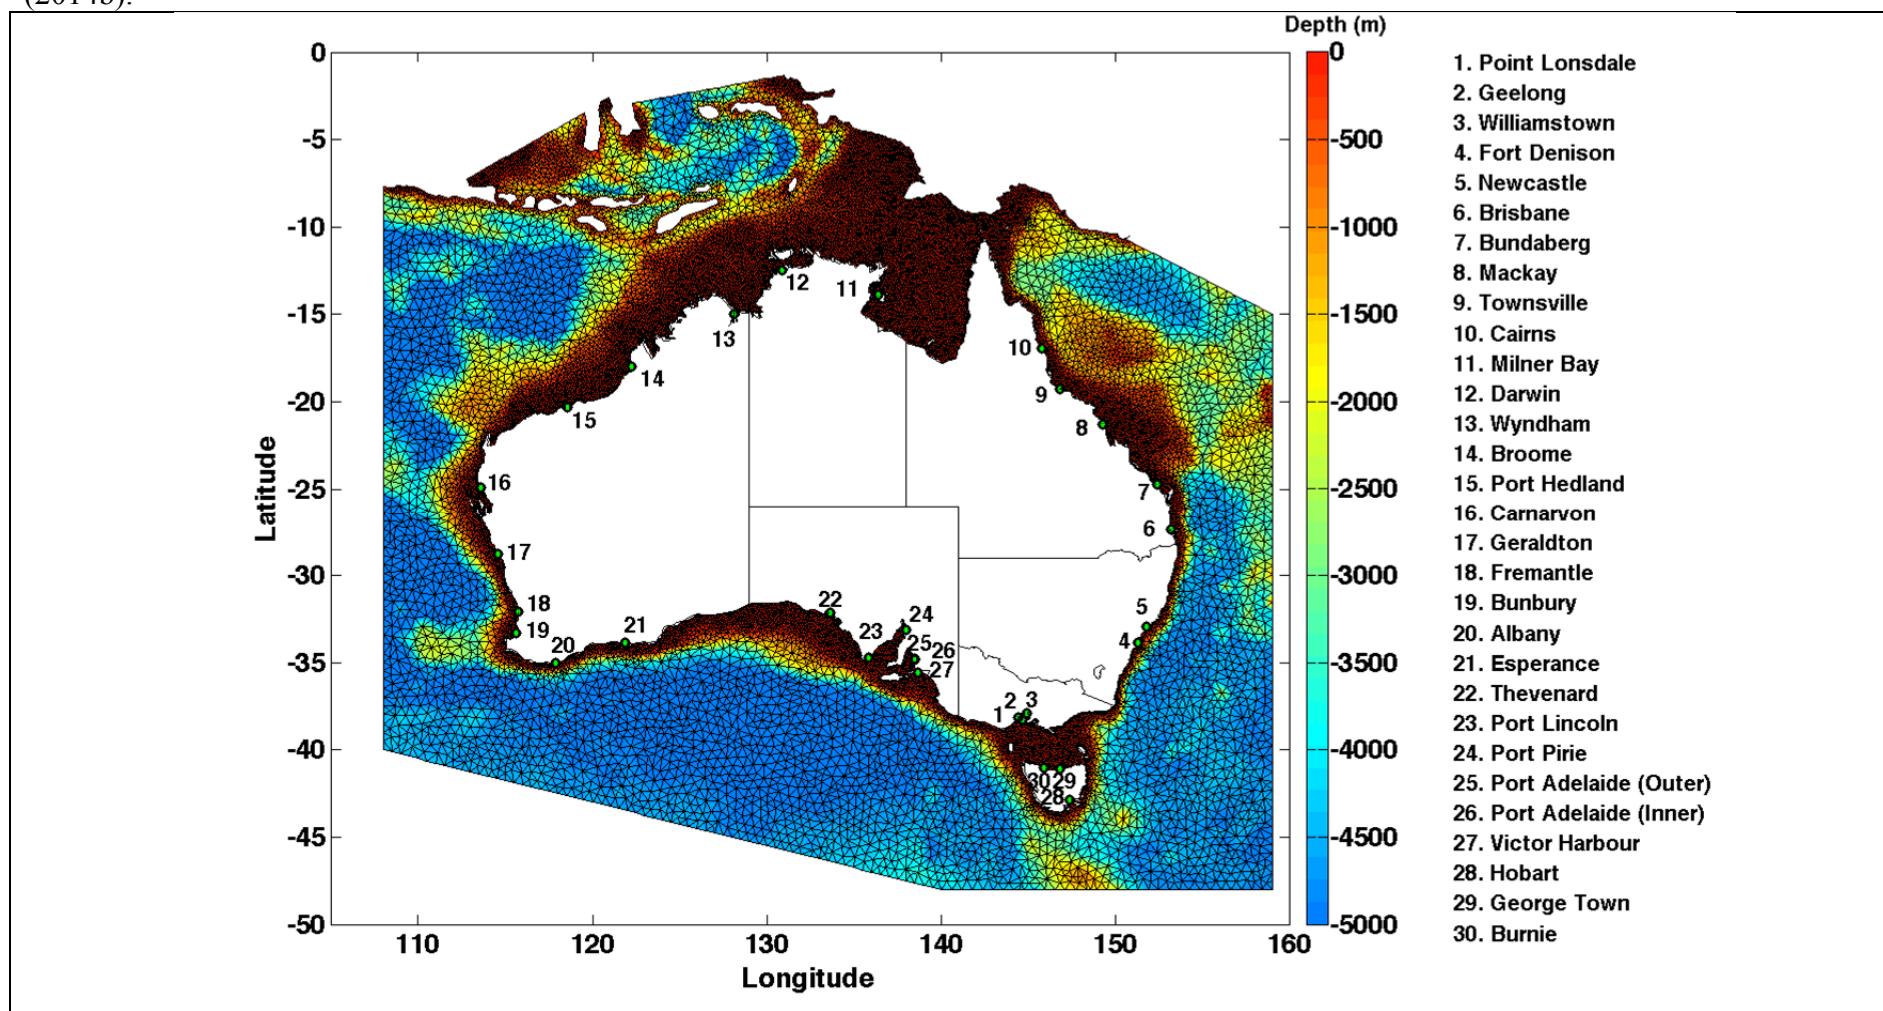 (2014b).
Depth (m)
0
-5
-10
-15
-20
-25
-30
-35
-40
-45
-50
Latitude
110
120
130
140
150
160
Longitude
0
-500
-1000
-1500
-2000
-2500
-3000
-3500
-4000
-4500
-5000
12
11
13
10
14
9
15
8
16
7
6
17
18
22
24
5
19
21
23
25
26
4
20
27
2
3
1
30
29
28
1. Point Lonsdale
2. Geelong
3. Williamstown
4. Fort Denison
5. Newcastle
6. Brisbane
7. Bundaberg
8. Mackay
9. Townsville
10. Cairns
11. Milner Bay
12. Darwin
13. Wyndham
14. Broome
15. Port Hedland
16. Carnarvon
17. Geraldton
18. Fremantle
19. Bunbury
20. Albany
21. Esperance
22. Thevenard
23. Port Lincoln
24. Port Pirie
25. Port Adelaide (Outer)
26. Port Adelaide (Inner)
27. Victor Harbour
28. Hobart
29. George Town
30. Burnie